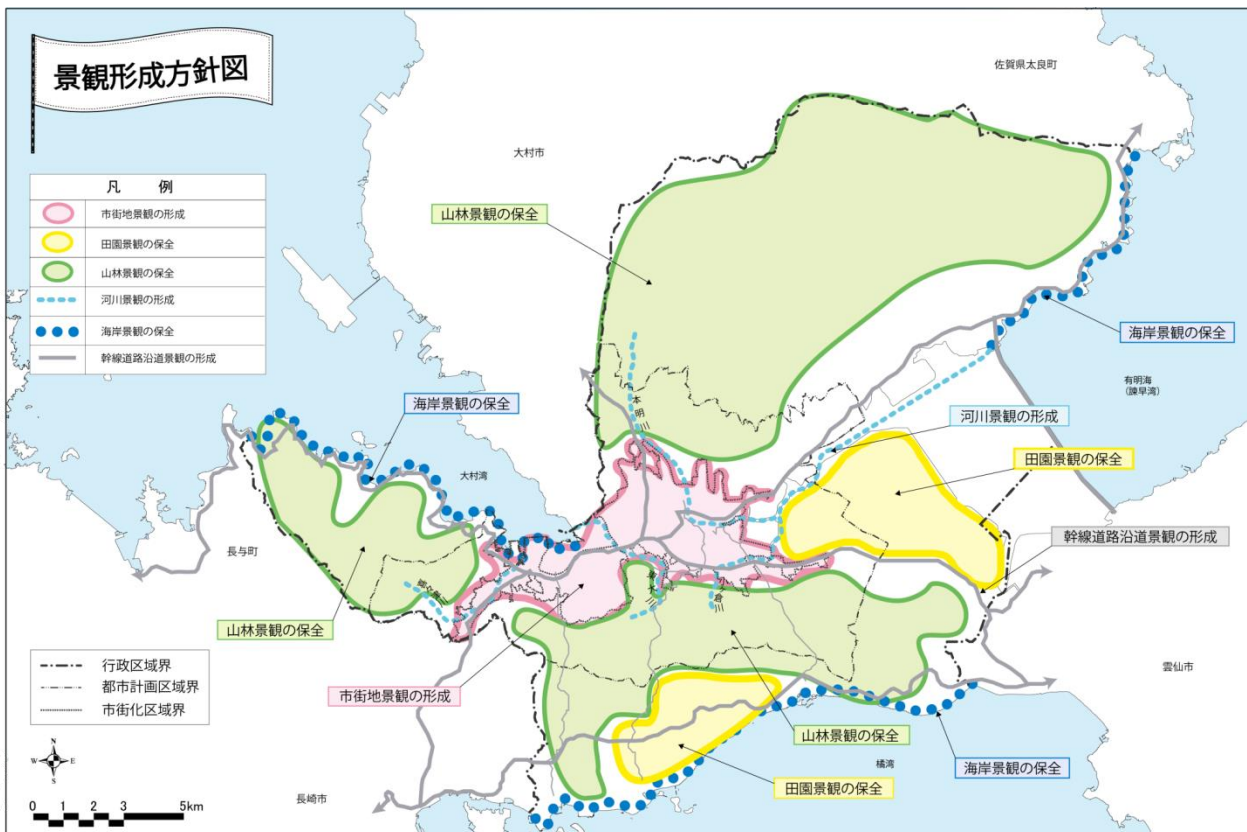 景観形成方針図
佐賀県太良町
大村市
凡 例
市街地景観の形成
田園景観の保全
山林景観の保全
河川景観の形成
海岸景観の保全
幹線道路沿道景観の形成
山林景観の保全
海岸景観の保全
有明海
(諫早湾)
本明川
海岸景観の保全
河川景観の形成
田園景観の保全
大村湾
幹線道路沿道景観の形成
長与町
山林景観の保全
雲仙市
行政区域界
都市計画区域界
市街化区域界
市街地景観の形成
山林景観の保全
海岸景観の保全
橘湾
田園景観の保全
長崎市
N
W E
S
0 1 2 3 5km